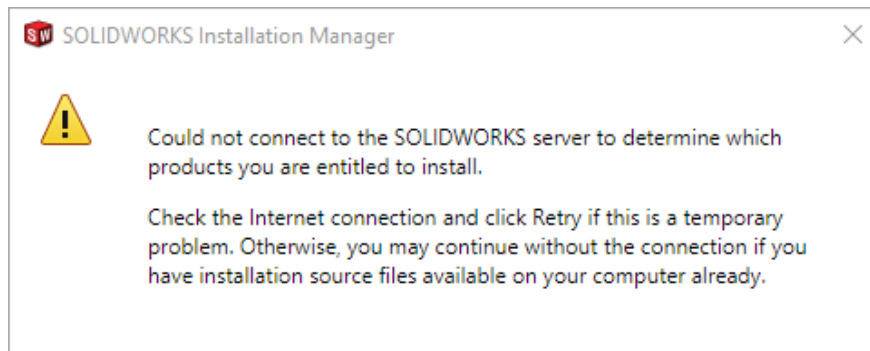 SW SOLIDWORKS Installation Manager
Could not connect to the SOLIDWORKS server to determine which
products you are entitled to install.
Check the Internet connection and click Retry if this is a temporary
problem. Otherwise, you may continue without the connection if you
have installation source files available on your computer already.